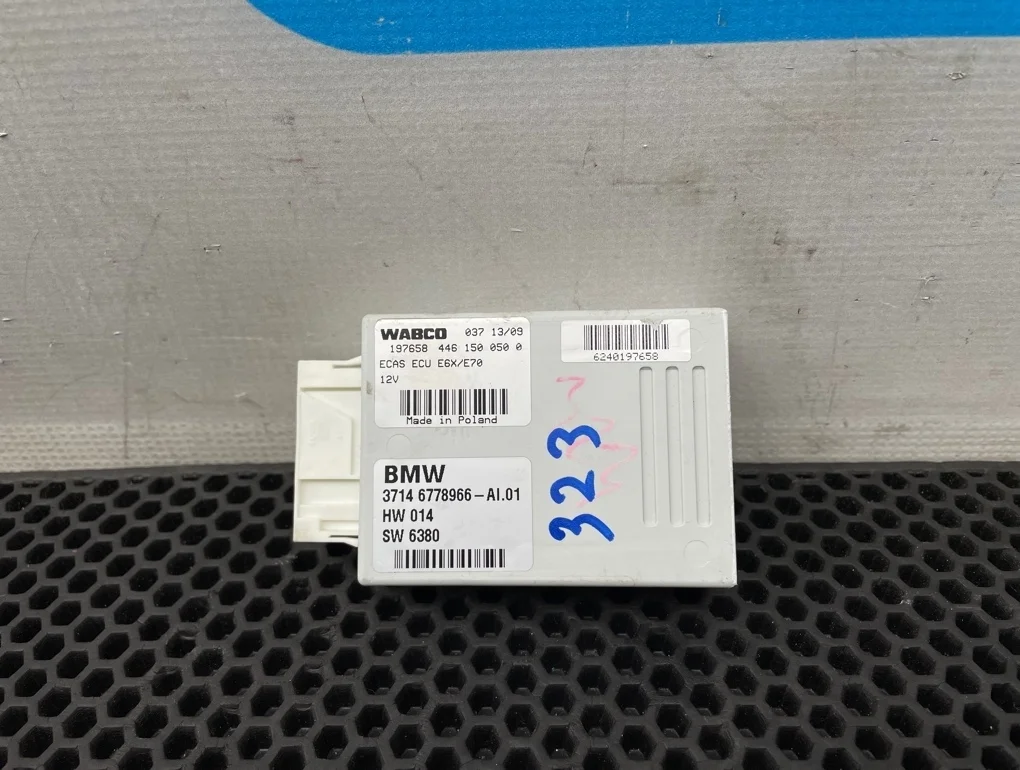 WABCO 037 13/09
197658 446 150 050 0
ECAS ECU E6X/E70
12V
Made in Poland
6240197658
BMW
3714 6778966-AI.01
HW 014
SW 6380
323